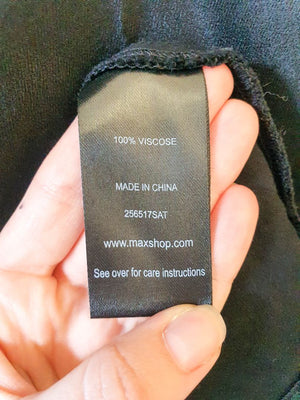 100% VISCOSE
MADE IN CHINA
256517SAT
www.maxshop.com
See over for care instructions